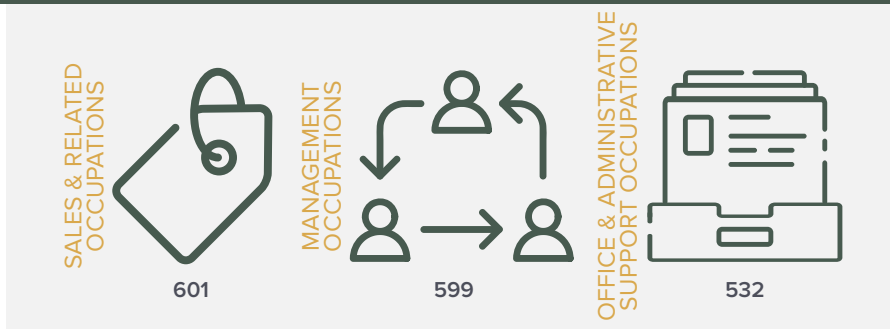 SALES & RELATED
OCCUPATIONS
601
MANAGEMENT
OCCUPATIONS
599
OFFICE & ADMINISTRATIVE
SUPPORT OCCUPATIONS
532